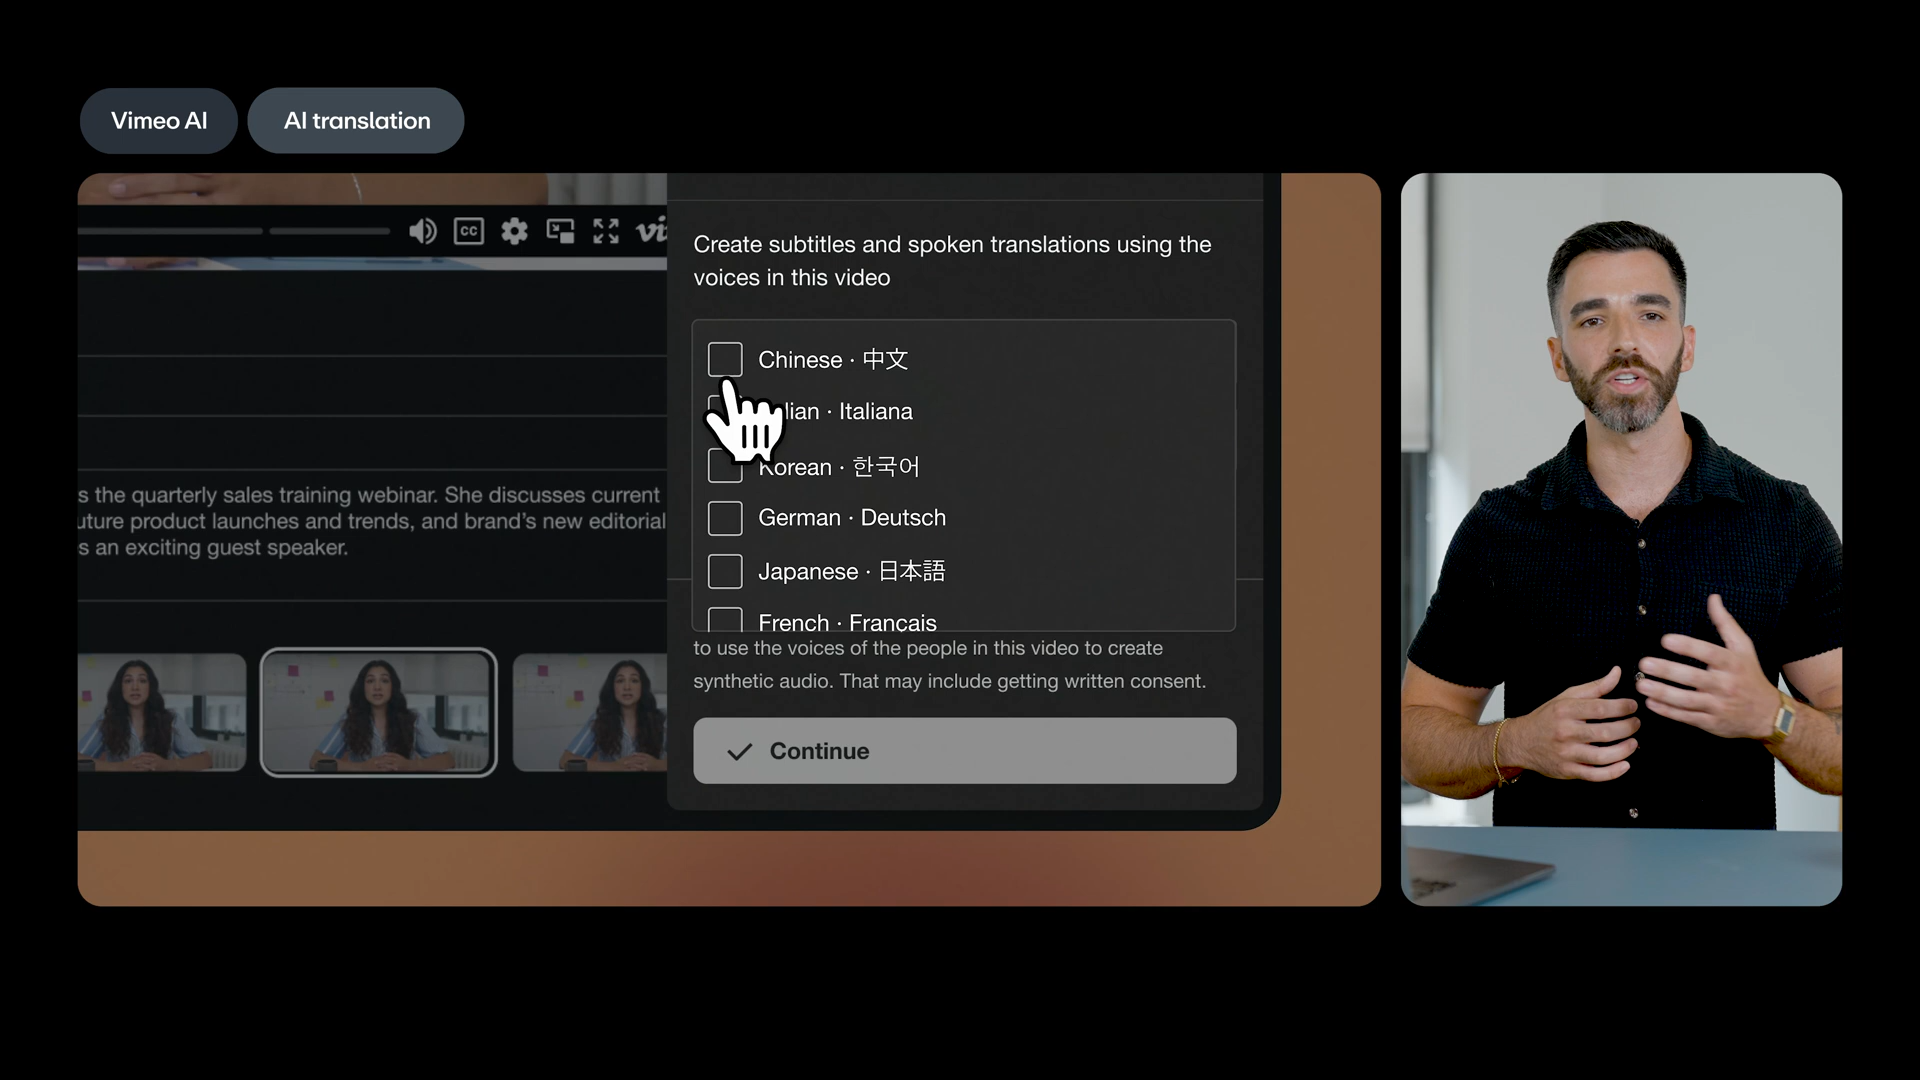 Vimeo AI
AI translation
CC
Create subtitles and spoken translations using the
voices in this video
Chinese · 中文
lian · Italiana
Korean · 한국어
German · Deutsch
Japanese · 日本語
French · Français
to use the voices of the people in this video to create
synthetic audio. That may include getting written consent.
Continue
s the quarterly sales training webinar. She discusses current
uture product launches and trends, and brand's new editorial
s an exciting guest speaker.